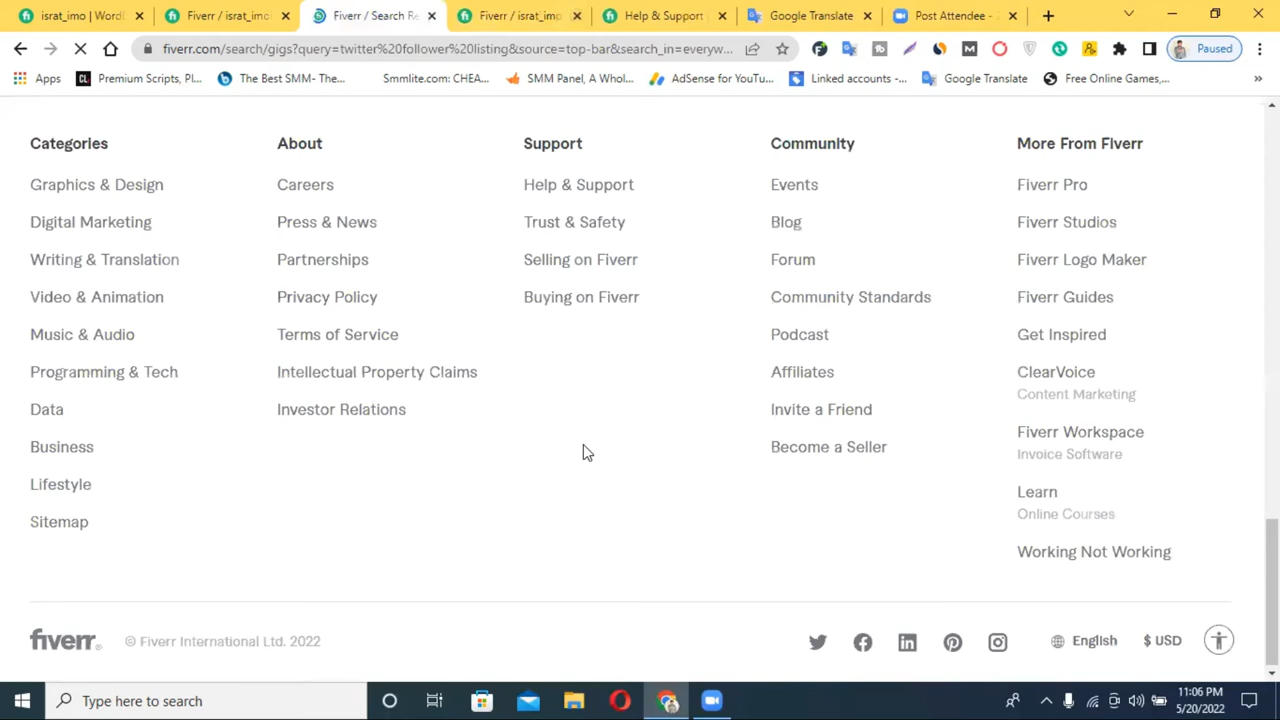 israt_imo | Word
Fiverr / israt_imo
Fiverr / Search Re
Fiverr / israt_imp
Help & Support
Google Translate
Post Attendee -
fiverr.com/search/gigs?query=twitter%20follower%20listing&source=top-bar&search_in=everyw...
Paused
Apps
Premium Scripts, Pl...
The Best SMM- The...
Smmlite.com: CHEA...
SMM Panel, A Whol...
AdSense for YouTu...
Linked accounts -...
Google Translate
Free Online Games,...
Categories
Graphics & Design
Digital Marketing
Writing & Translation
Video & Animation
Music & Audio
Programming & Tech
Data
Business
Lifestyle
Sitemap
About
Careers
Press & News
Partnerships
Privacy Policy
Terms of Service
Intellectual Property Claims
Investor Relations
Support
Help & Support
Trust & Safety
Selling on Fiverr
Buying on Fiverr
Community
Events
Blog
Forum
Community Standards
Podcast
Affiliates
Invite a Friend
Become a Seller
More From Fiverr
Fiverr Pro
Fiverr Studios
Fiverr Logo Maker
Fiverr Guides
Get Inspired
ClearVoice
Content Marketing
Fiverr Workspace
Invoice Software
Learn
Online Courses
Working Not Working
fiverr® © Fiverr International Ltd. 2022
English $ USD
Type here to search
11:06 PM
5/20/2022